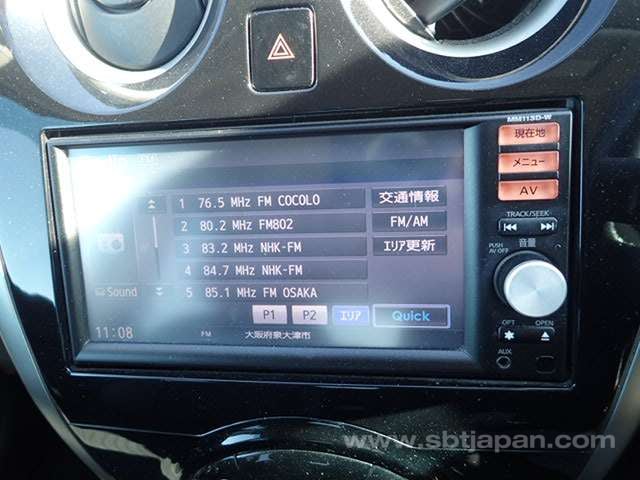 MM113D-W
現在地
メニュー
AV
TRACK/SEEK
音量
PUSH
AV OFF
OPT
OPEN
AUX
1 76.5 MHz FM COCOLO
2 80.2 MHz FM802
3 83.2 MHz NHK-FM
4 84.7 MHz NHK-FM
5 85.1 MHz FM OSAKA
交通情報
FM/AM
エリア更新
Sound
P1 P2 エリア Quick
11:08 FM 大阪府泉大津市
www.sbtjapan.com